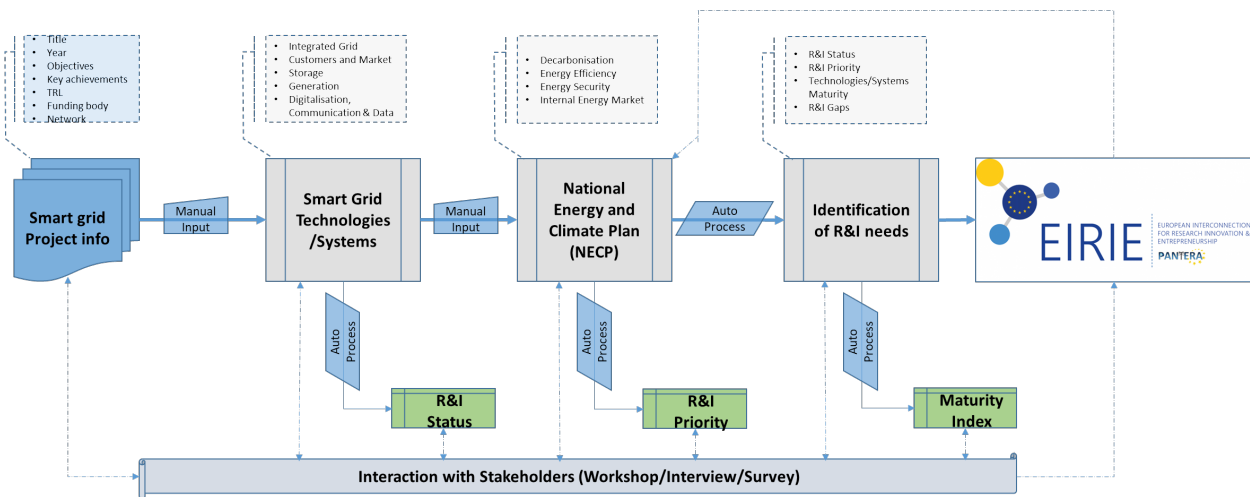 • Title
• Year
• Objectives
• Key achievements
• TRL
• Funding body
• Network
• Integrated Grid
• Customers and Market
• Storage
• Generation
• Digitalisation,
Communication & Data
• Decarbonisation
• Energy Efficiency
• Energy Security
• Internal Energy Market
• R&I Status
• R&I Priority
• Technologies/Systems
Maturity
• R&I Gaps
Smart grid
Project info
Manual
Input
Smart Grid
Technologies
/Systems
Manual
Input
National
Energy and
Climate Plan
(NECP)
Auto
Process
Identification
of R&I needs
EIRIE
EUROPEAN INTERCONNECTION
FOR RESEARCH INNOVATION &
ENTREPRENEURSHIP
PANTERA
Auto
Process
Auto
Process
Auto
Process
R&I
Status
R&I
Priority
Maturity
Index
Interaction with Stakeholders (Workshop/Interview/Survey)